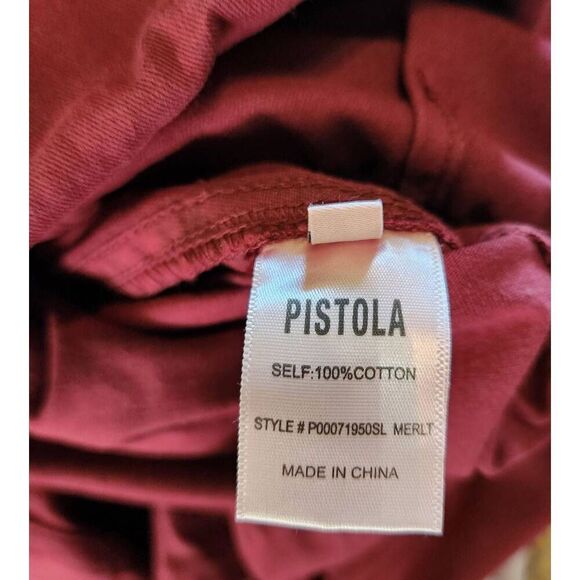 PISTOLA
SELF:100%COTTON
STYLE # P00071950SL MERLT
MADE IN CHINA